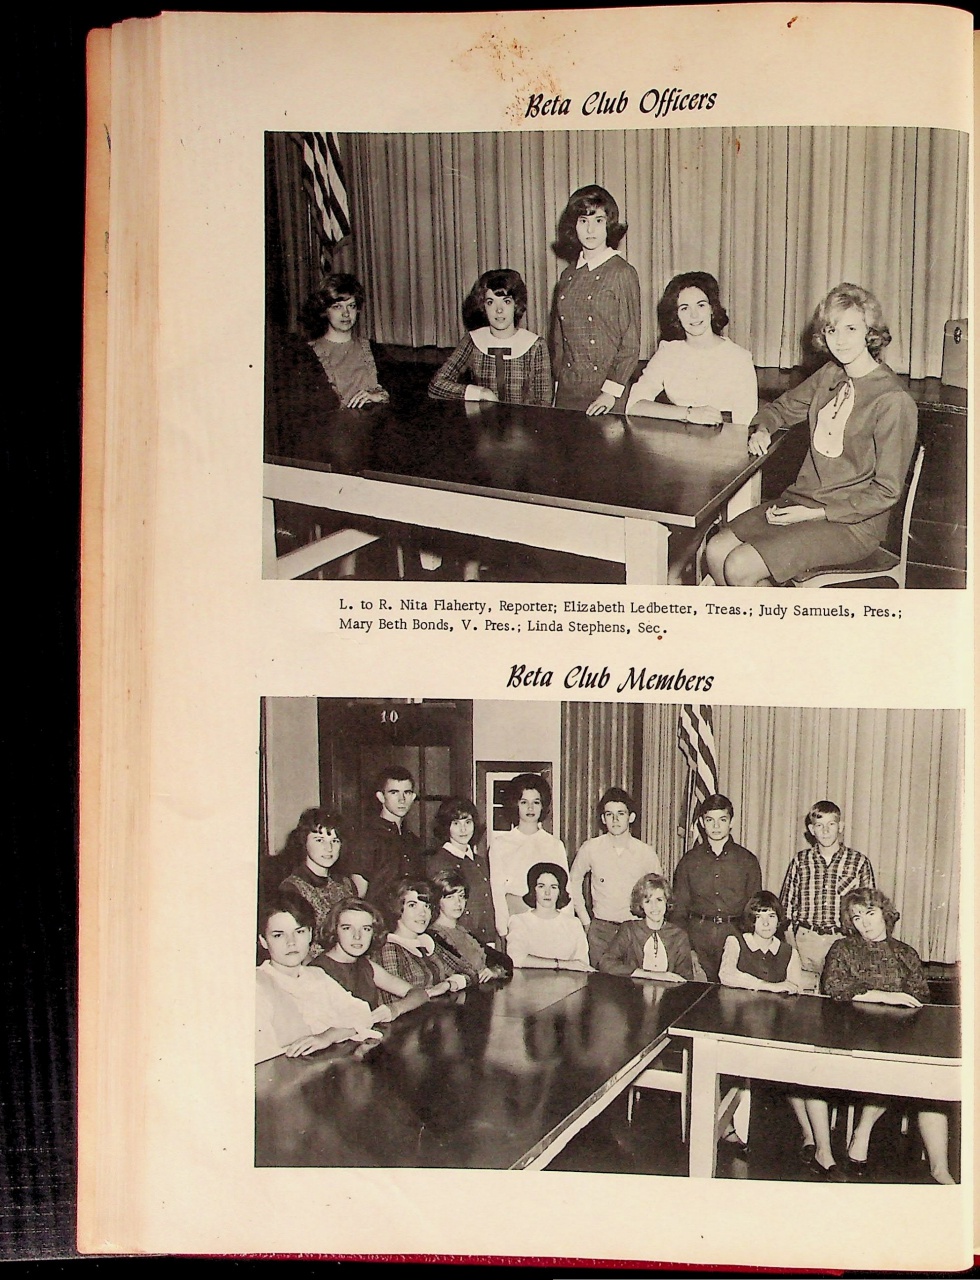 Beta Club Officers
L. to R. Nita Flaherty, Reporter; Elizabeth Ledbetter, Treas.; Judy Samuels, Pres.;
Mary Beth Bonds, V. Pres.; Linda Stephens, Sec.
Beta Club Members
10